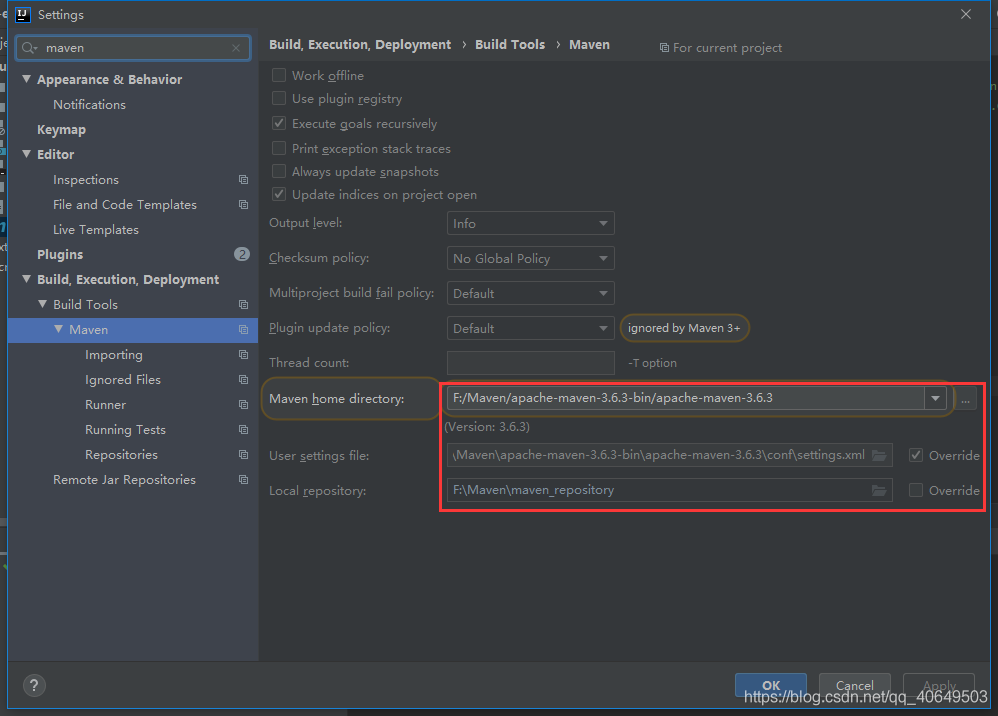 Settings
maven
Appearance & Behavior
Notifications
Keymap
Editor
Inspections
File and Code Templates
Live Templates
Plugins 2
Build, Execution, Deployment
Build Tools
Maven
Importing
Ignored Files
Runner
Running Tests
Repositories
Remote Jar Repositories
?
Build, Execution, Deployment › Build Tools › Maven For current project
Work offline
Use plugin registry
Execute goals recursively
Print exception stack traces
Always update snapshots
Update indices on project open
Output level: Info
Checksum policy: No Global Policy
Multiproject build fail policy: Default
Plugin update policy: Default ignored by Maven 3+
Thread count: -T option
Maven home directory: F:/Maven/apache-maven-3.6.3-bin/apache-maven-3.6.3 ...
(Version: 3.6.3)
User settings file: \Maven\apache-maven-3.6.3-bin\apache-maven-3.6.3\conf\settings.xml Override
Local repository: F:\Maven\maven_repository Override
OK Cancel Apply
https://blog.csdn.net/qq_40649503